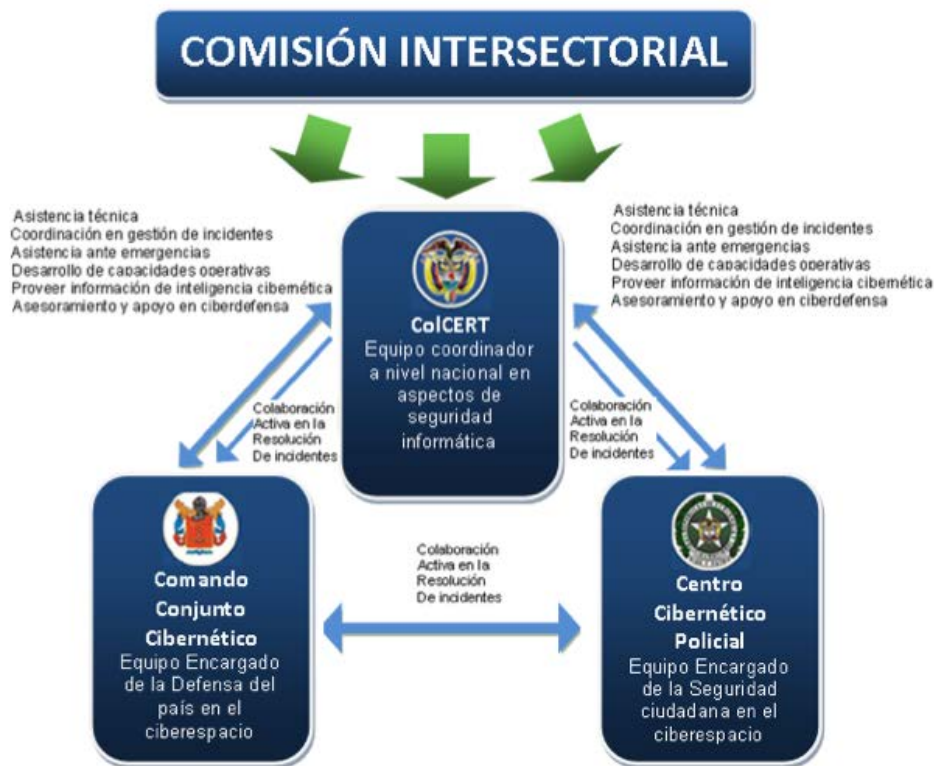 COMISIÓN INTERSECTORIAL
Asistencia técnica
Coordinación en gestión de incidentes
Asistencia ante emergencias
Desarrollo de capacidades operativas
Proveer información de inteligencia cibernética
Asesoramiento y apoyo en ciberdefensa
Asistencia técnica
Coordinación en gestión de incidentes
Asistencia ante emergencias
Desarrollo de capacidades operativas
Proveer información de inteligencia cibernética
Asesoramiento y apoyo en ciberdefensa
ColCERT
Equipo coordinador
a nivel nacional en
aspectos de
seguridad
informática
Colaboración
Activa en la
Resolución
De incidentes
Colaboración
Activa en la
Resolución
De incidentes
Comando
Conjunto
Cibernético
Equipo Encargado
de la Defensa del
país en el
ciberespacio
Colaboración
Activa en la
Resolución
De incidentes
Centro
Cibernético
Policial
Equipo Encargado
de la Seguridad
ciudadana en el
ciberespacio